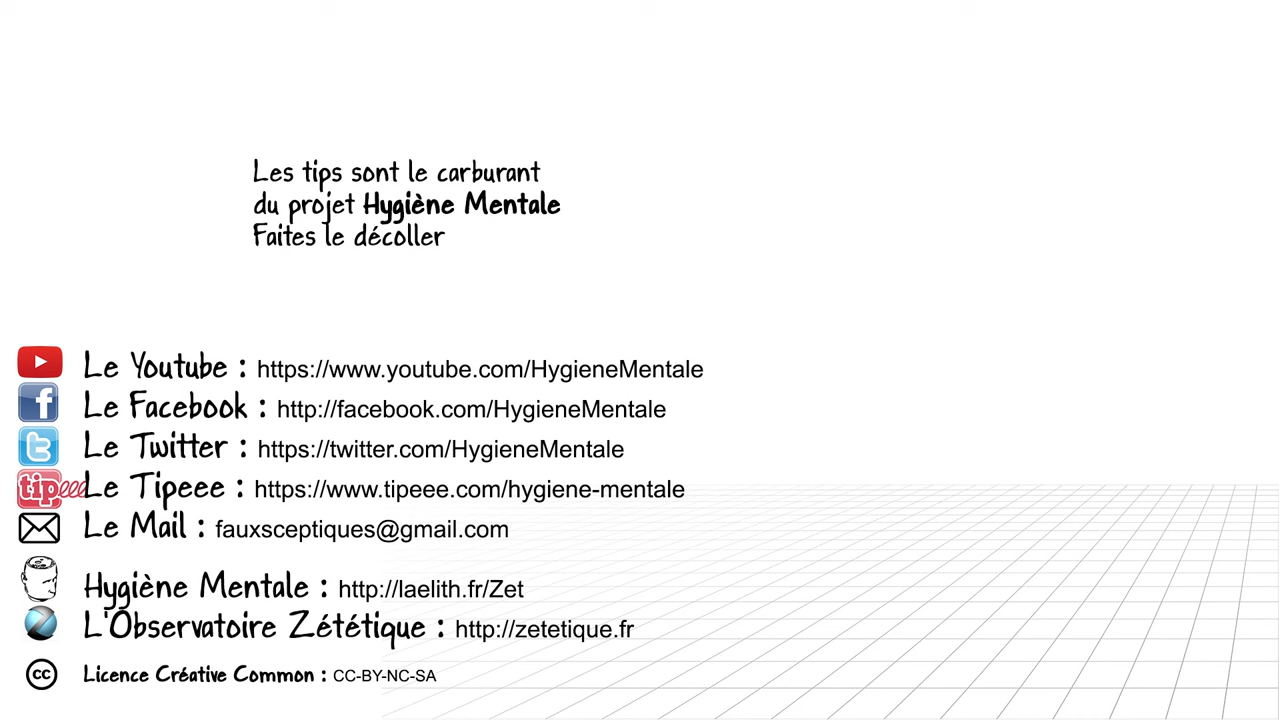 Les tips sont le carburant
du projet Hygiène Mentale
Faites le décoller
Le Youtube : https://www.youtube.com/HygieneMentale
Le Facebook : http://facebook.com/HygieneMentale
Le Twitter : https://twitter.com/HygieneMentale
tipeee Le Tipeee : https://www.tipeee.com/hygiene-mentale
Le Mail : fauxsceptiques@gmail.com
Hygiène Mentale : http://laelith.fr/Zet
L'Observatoire Zététique : http://zetetique.fr
cc Licence Créative Common : CC-BY-NC-SA